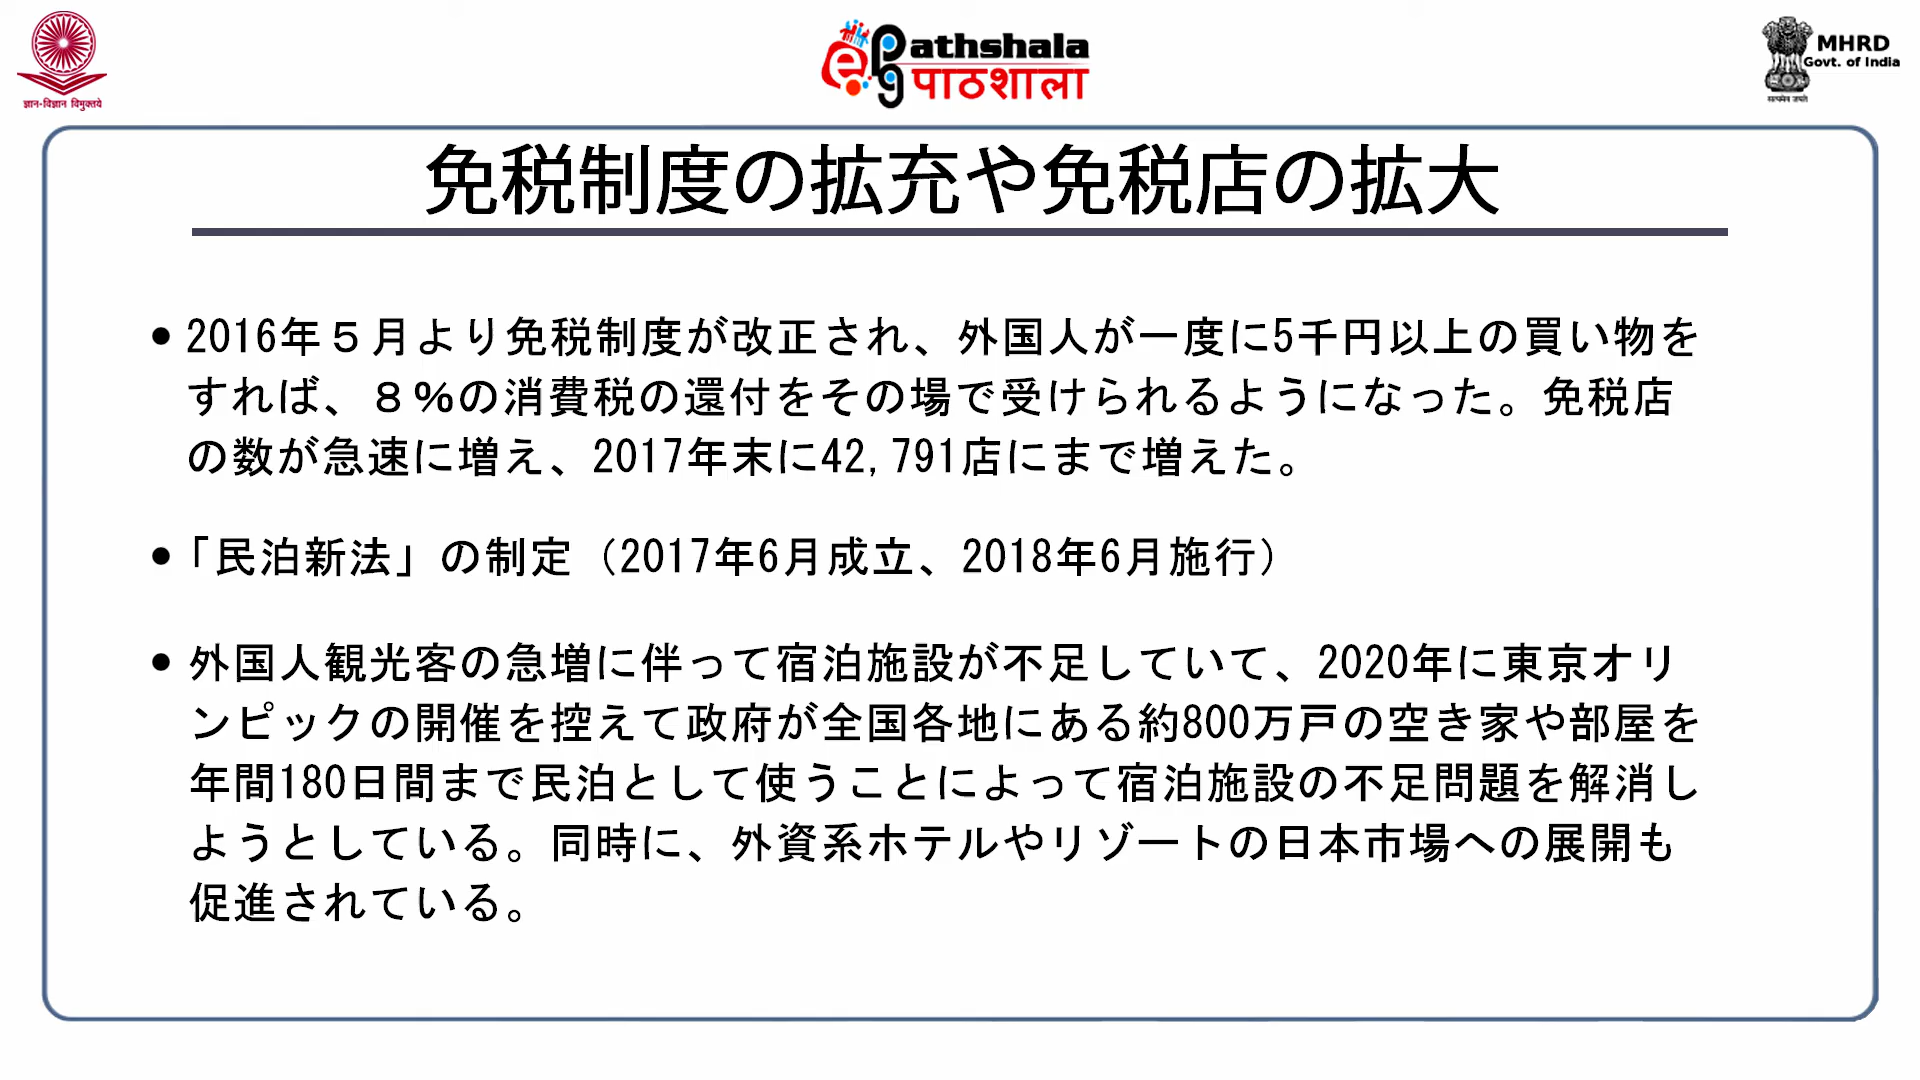 ज्ञान-विज्ञान विमुक्तये
ePathshala
पाठशाला
MHRD
Govt. of India
सत्यमेव जयते
免税制度の拡充や免税店の拡大
• 2016年５月より免税制度が改正され、外国人が一度に5千円以上の買い物を
すれば、８%の消費税の還付をその場で受けられるようになった。免税店
の数が急速に増え、2017年末に42,791店にまで増えた。
• 「民泊新法」の制定（2017年6月成立、2018年6月施行）
• 外国人観光客の急増に伴って宿泊施設が不足していて、2020年に東京オリ
ンピックの開催を控えて政府が全国各地にある約800万戸の空き家や部屋を
年間180日間まで民泊として使うことによって宿泊施設の不足問題を解消し
ようとしている。同時に、外資系ホテルやリゾートの日本市場への展開も
促進されている。